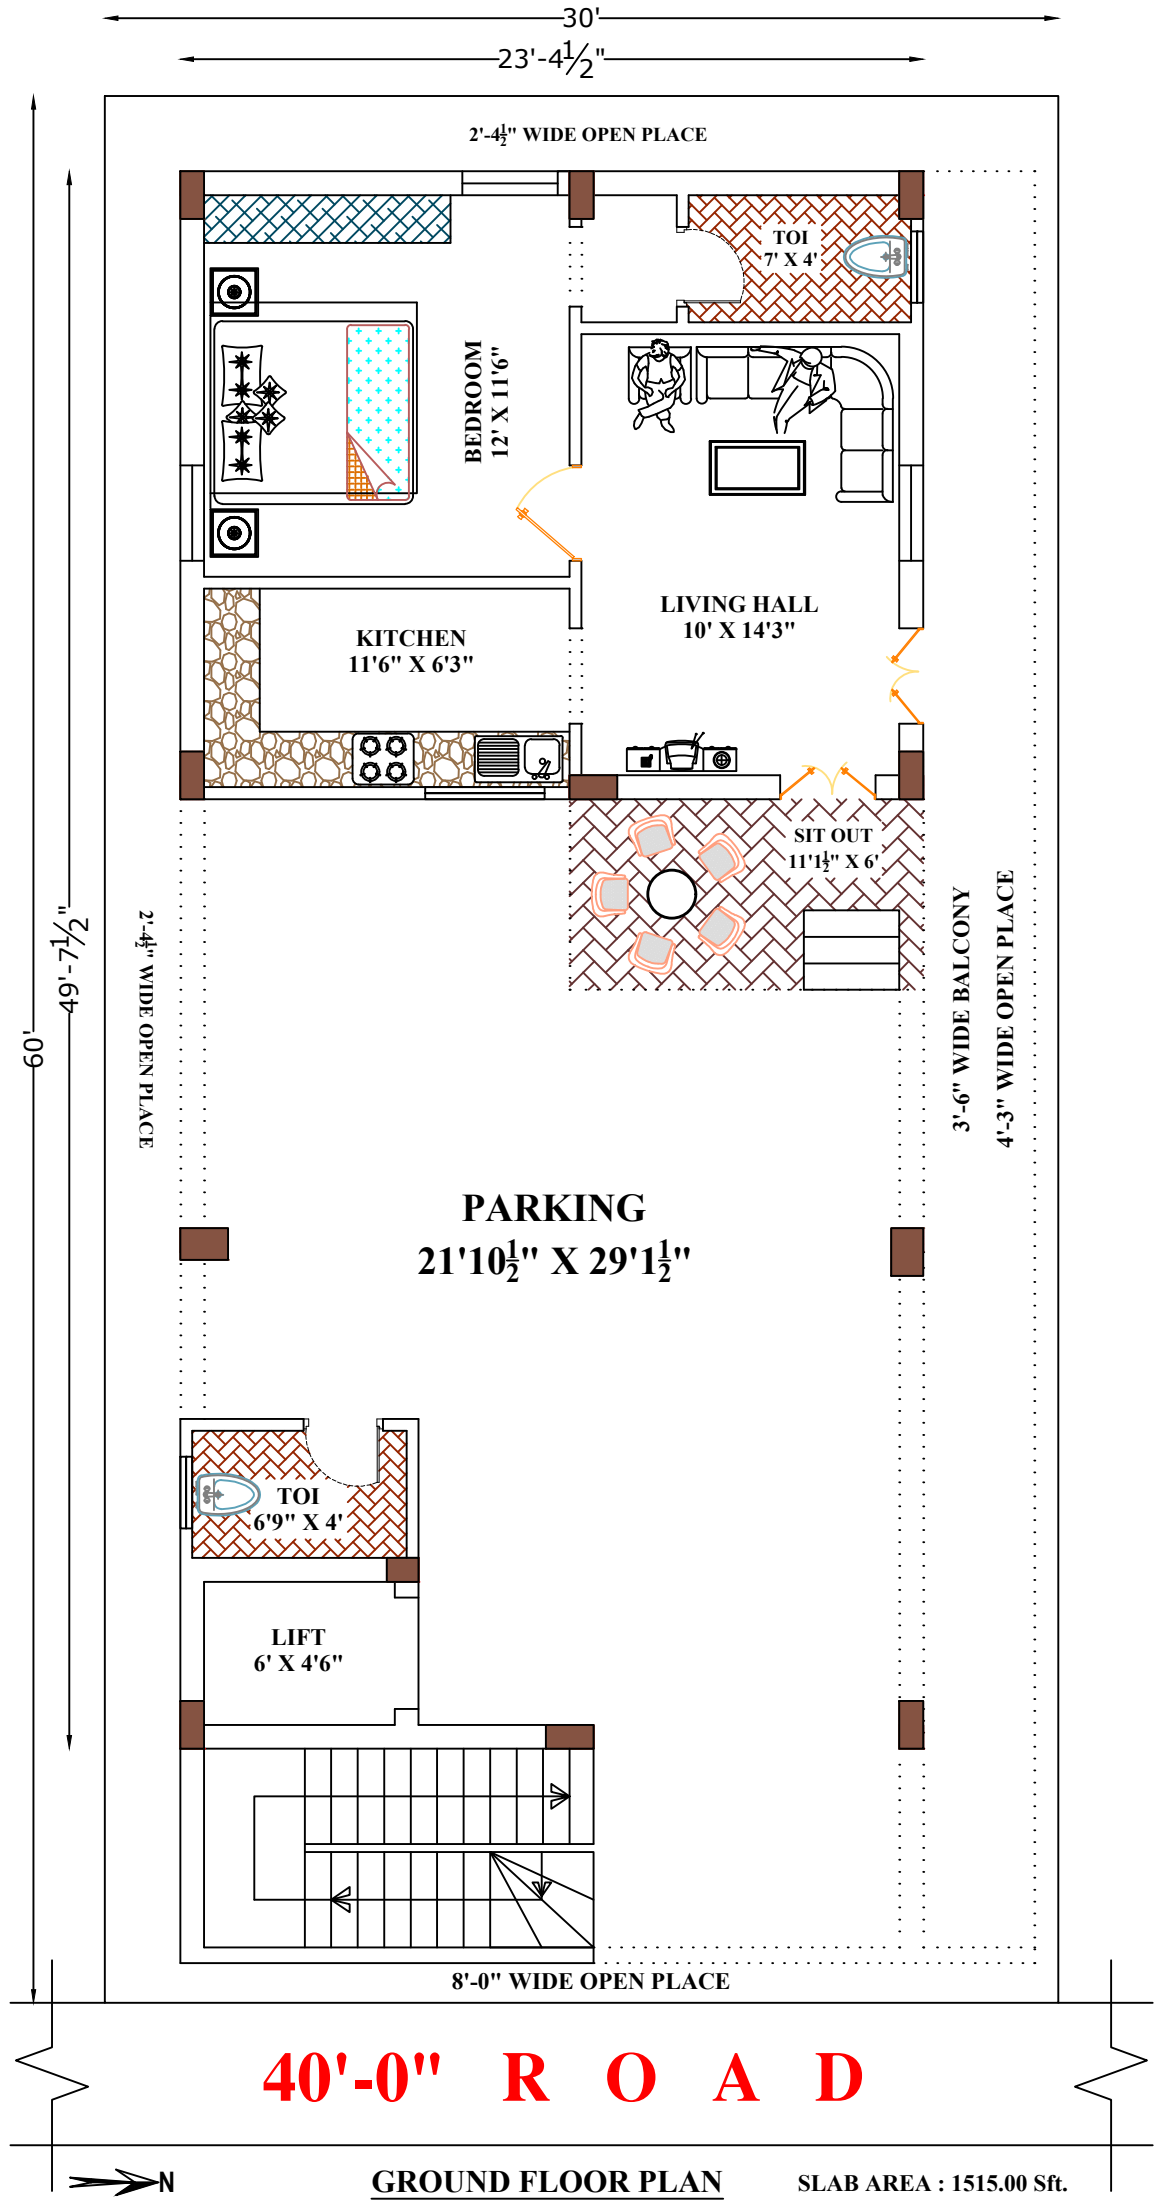 30'
23'-4½"
2'-4½" WIDE OPEN PLACE
TOI
7' X 4'
BEDROOM
12' X 11'6"
LIVING HALL
10' X 14'3"
KITCHEN
11'6" X 6'3"
SIT OUT
11'1½" X 6'
60'
49'-7½"
2'-4½" WIDE OPEN PLACE
3'-6" WIDE BALCONY
4'-3" WIDE OPEN PLACE
PARKING
21'10½" X 29'1½"
TOI
6'9" X 4'
LIFT
6' X 4'6"
8'-0" WIDE OPEN PLACE
40'-0" R O A D
N
GROUND FLOOR PLAN
SLAB AREA : 1515.00 Sft.